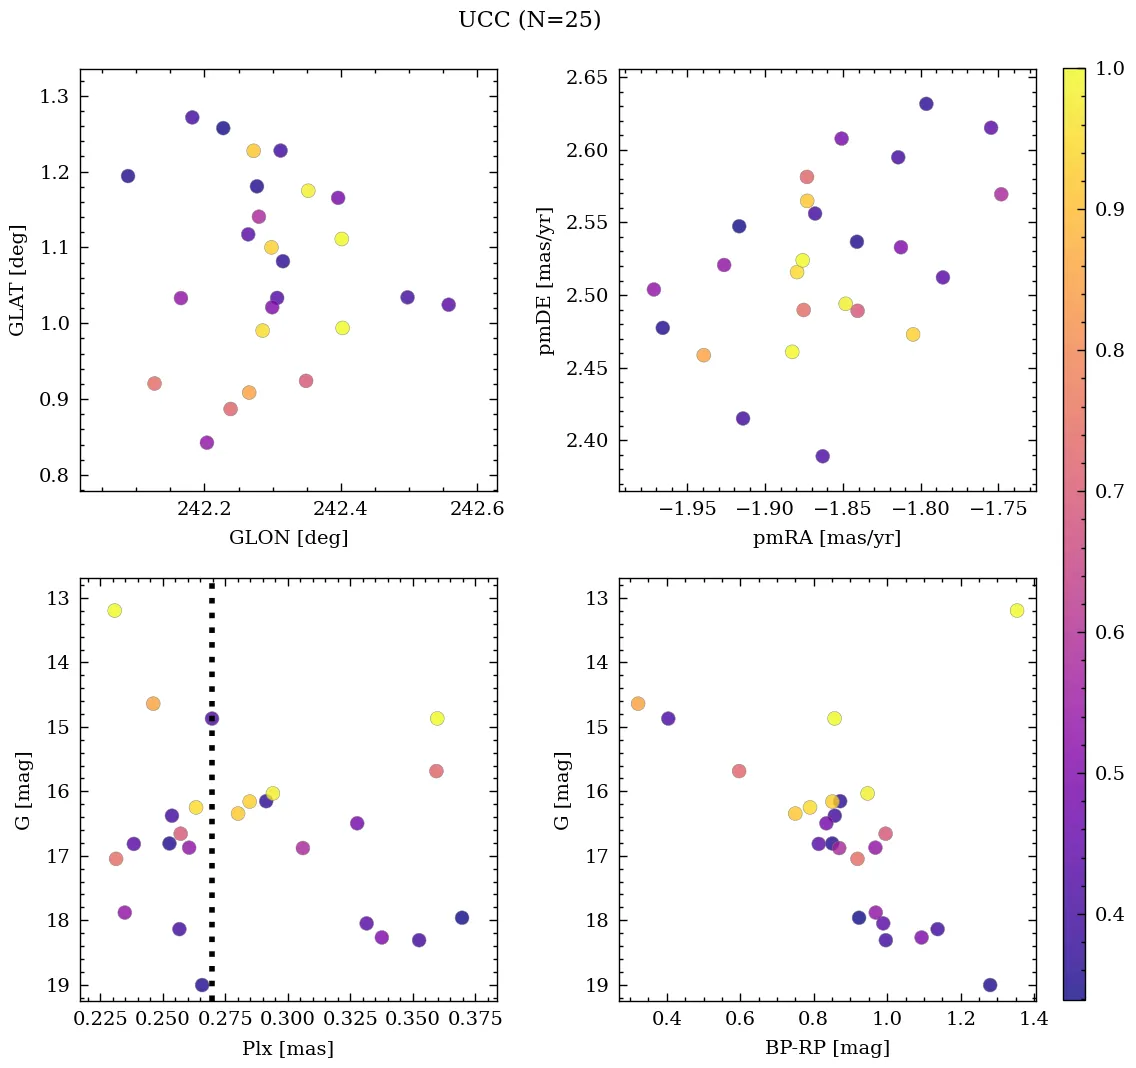 UCC (N=25)
1.3
1.2
1.1
1.0
0.9
0.8
GLAT [deg]
242.2 242.4 242.6
GLON [deg]
2.65
2.60
2.55
2.50
2.45
2.40
pmDE [mas/yr]
−1.95 −1.90 −1.85 −1.80 −1.75
pmRA [mas/yr]
13
14
15
16
17
18
19
G [mag]
0.225 0.250 0.275 0.300 0.325 0.350 0.375
Plx [mas]
13
14
15
16
17
18
19
G [mag]
0.4 0.6 0.8 1.0 1.2 1.4
BP-RP [mag]
1.0
0.9
0.8
0.7
0.6
0.5
0.4